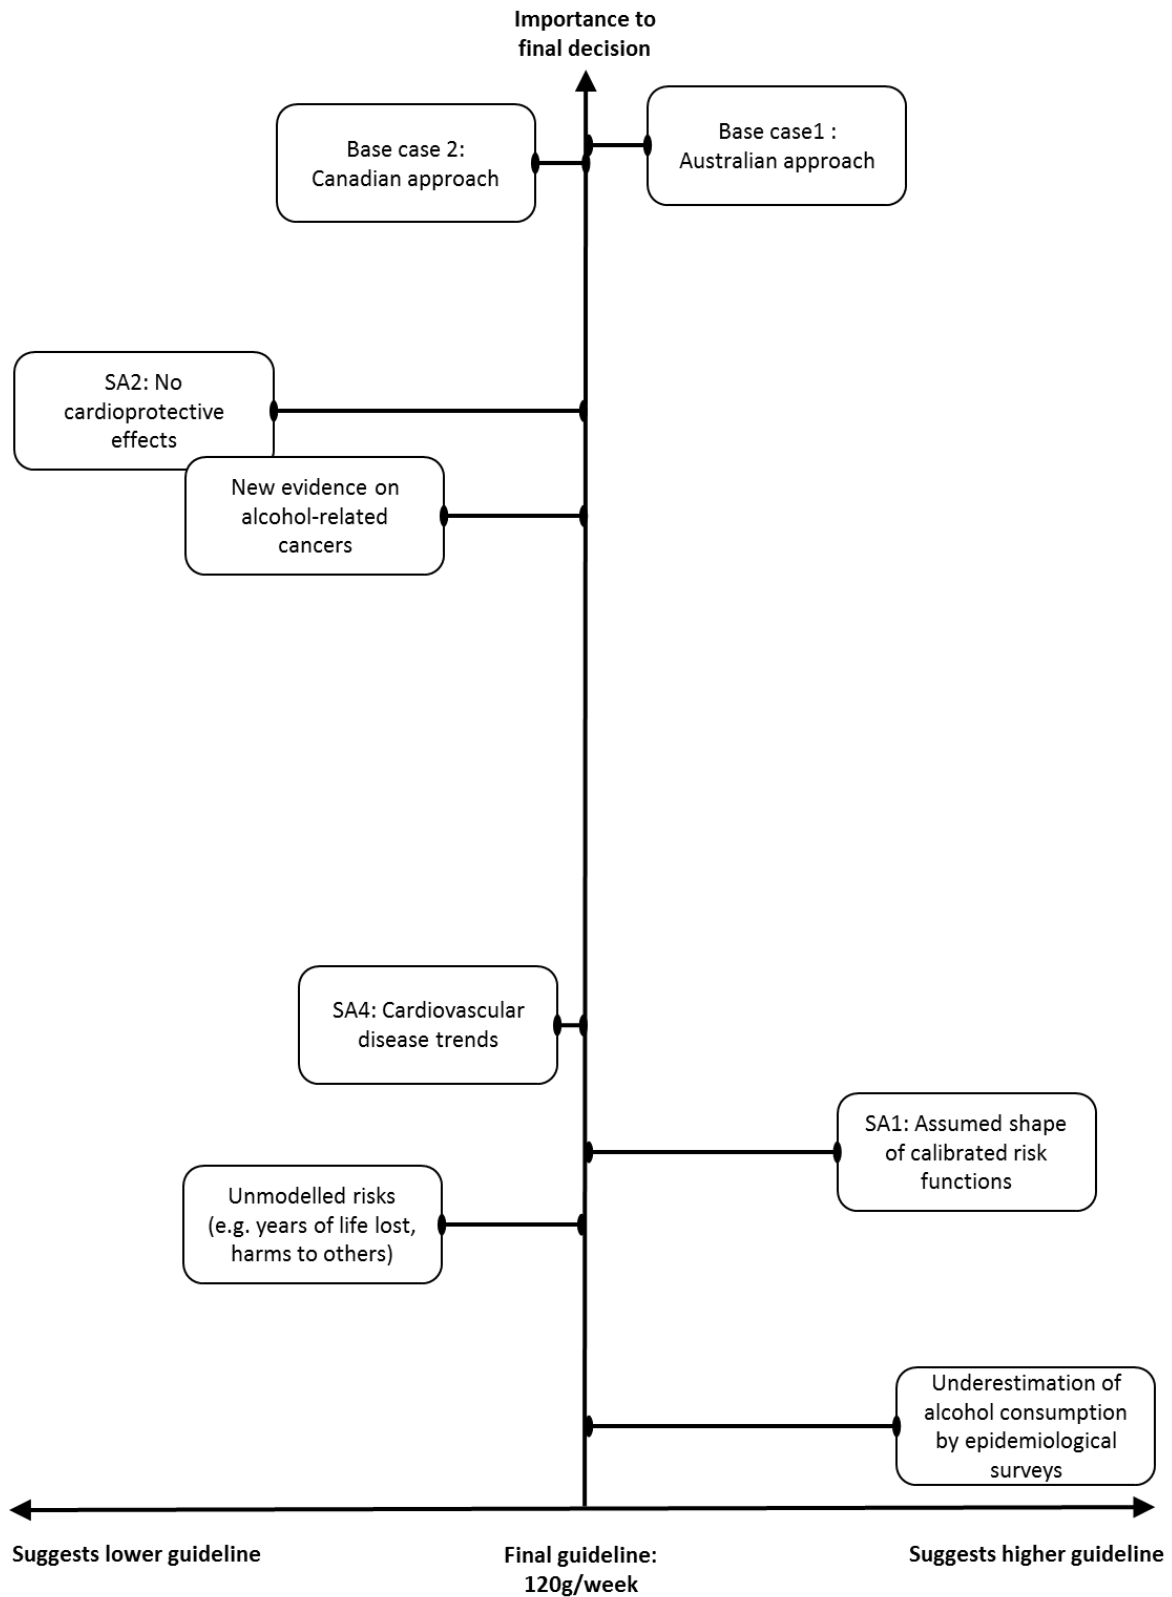 Importance to
final decision
Base case 2:
Canadian approach
Base case1 :
Australian approach
SA2: No
cardioprotective
effects
New evidence on
alcohol-related
cancers
SA4: Cardiovascular
disease trends
SA1: Assumed shape
of calibrated risk
functions
Unmodelled risks
(e.g. years of life lost,
harms to others)
Underestimation of
alcohol consumption
by epidemiological
surveys
Suggests lower guideline
Final guideline:
120g/week
Suggests higher guideline